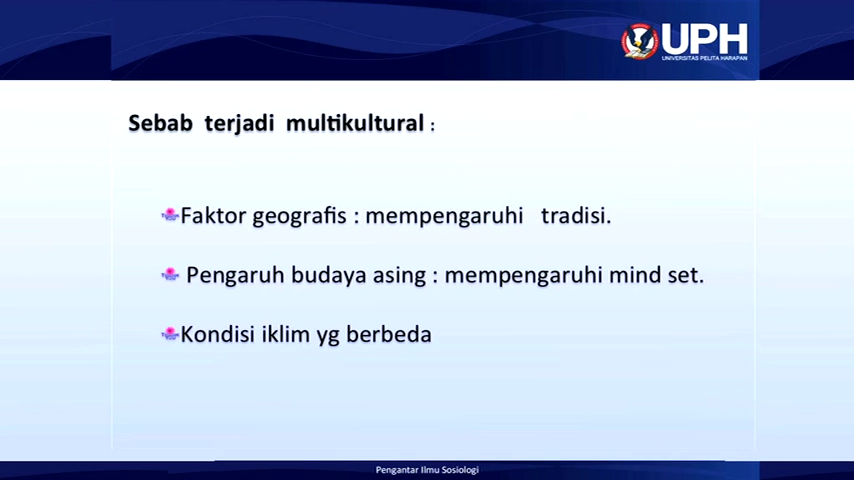 UPH
UNIVERSITAS PELITA HARAPAN
Sebab terjadi multikultural :
Faktor geografis : mempengaruhi tradisi.
Pengaruh budaya asing : mempengaruhi mind set.
Kondisi iklim yg berbeda
Pengantar Ilmu Sosiologi